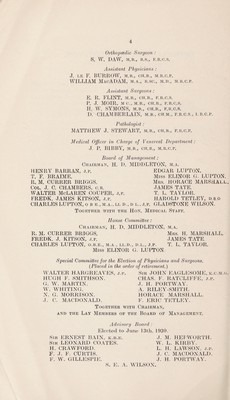 4
Orthopædic Surgeon:
S. W. DAW, M.B., B.S., F.R.C.S.
Assistant Physicians:
J. LE F. BURROW, M.D., CH.B., M.R.C.P.
WILLIAM MacADAM, M.A., B.SC., M.D., M.R.C.P.
Assistant Surgeons:
E. R. FLINT, M.B., CH.B., F.R.C.S.
P. J. MOIR, M.C., M.B., CH.B., F.R.C.S.
H. W. SYMONS, M.B., CH.B., F.R.C.S.
D. CHAMBERLAIN, M.B., CH.M., F.R.C.S., L.R.C.P.
Pathologist:
MATTHEW J. STEWART, M.B., CH.B., F.R.C.P.
Medical Officer in Charge of Venereal Department:
J. C. BIBBY, M.B., CH.B., M.R.C.P.
Board of Management:
CHAIRMAN, H. D. MIDDLETON, M.A.
HENRY BARRAN, J.P.
T. F. BRAIME.
R. M. CURRER BRIGGS.
COL. J. C. CHAMBERS, C.B.
WALTER McLAREN COUPER, J.P.
FREDK. JAMES KITSON, J.P.
CHARLES LUPTON, O.B.E., M.A., LL.D., D.L., J.P.
EDGAR LUPTON.
MISS ELINOR G. LUPTON.
MRS. HORACE MARSHALL.
JAMES TATE.
T. L. TAYLOR.
HAROLD TETLEY, M.B.E
GLADSTONE WILSON.
TOGETHER WITH THE HON. MEDICAL STAFF.
House Committee:
CHAIRMAN, H. D. MIDDLETON, M.A.
R. M. CURRER BRIGGS.
FREDK. J. KITSON, J.P.
CHARLES LUPTON, O.B.E., M.A., LL.D., D.L., J.P.
MRS. H. MARSHALL.
JAMES TATE.
T. L. TAYLOR.
MISS ELINOR G. LUPTON.
Special Committee for the Election of Physicians and Surgeons.
(Placed in the order of retirement.)
WALTER HARGREAVES, J.P.
HUGH F. SMITHSON.
G. W. MARTIN.
W. WHITING.
N. G. MORRISON.
J. C. MACDONALD.
SIR JOHN EAGLESOME, K.C.M.G.
CHAS. F. RATCLIFFE, J.P.
J. H. PORTWAY.
A. RILEY-SMITH.
HORACE MARSHALL.
F. ERIC TETLEY.
TOGETHER WITH CHAIRMAN,
AND THE LAY MEMBERS OF THE BOARD OF MANAGEMENT.
Advisory Board:
Elected to June 13th, 1939.
SIR ERNEST BAIN, K.B.E.
SIR LEONARD COATES.
H. CRAWFORD.
F. J. F. CURTIS.
F. W. GILLESPIE.
J. M. HEPWORTH.
W. L. KIRBY.
L. H. LAWSON, J.P.
J. C. MACDONALD.
J. H. PORTWAY.
S. E. A. WILSON.